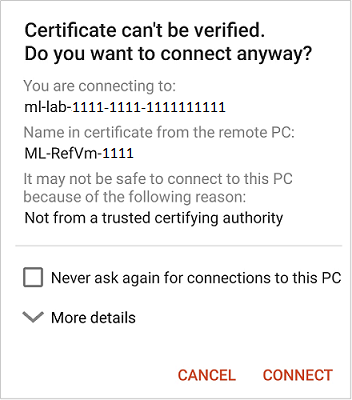 Certificate can't be verified.
Do you want to connect anyway?
You are connecting to:
ml-lab-1111-1111-1111111111
Name in certificate from the remote PC:
ML-RefVm-1111
It may not be safe to connect to this PC
because of the following reason:
Not from a trusted certifying authority
Never ask again for connections to this PC
More details
CANCEL CONNECT